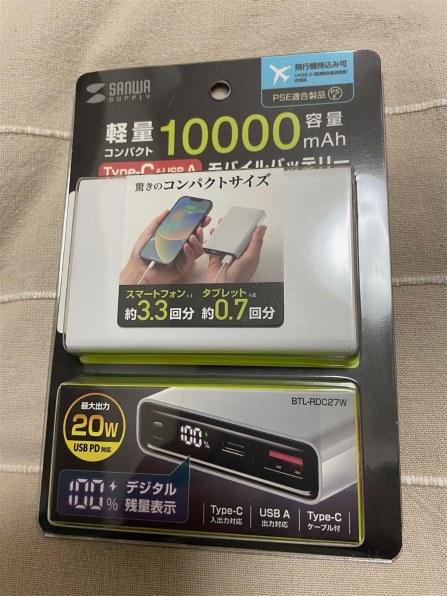 飛行機持込み可
SANWA
SUPPLY
PSE適合製品 PSE
軽量
コンパクト
10000
容量
mAh
Type-C & USB A モバイルバッテリー
驚きのコンパクトサイズ
スマートフォン※1
約3.3回分
タブレット※2
約0.7回分
最大出力
20W
USB PD対応
BTL-RDC27W
100%
100%
デジタル
残量表示
Type-C
入出力対応
USB A
出力対応
Type-C
ケーブル付